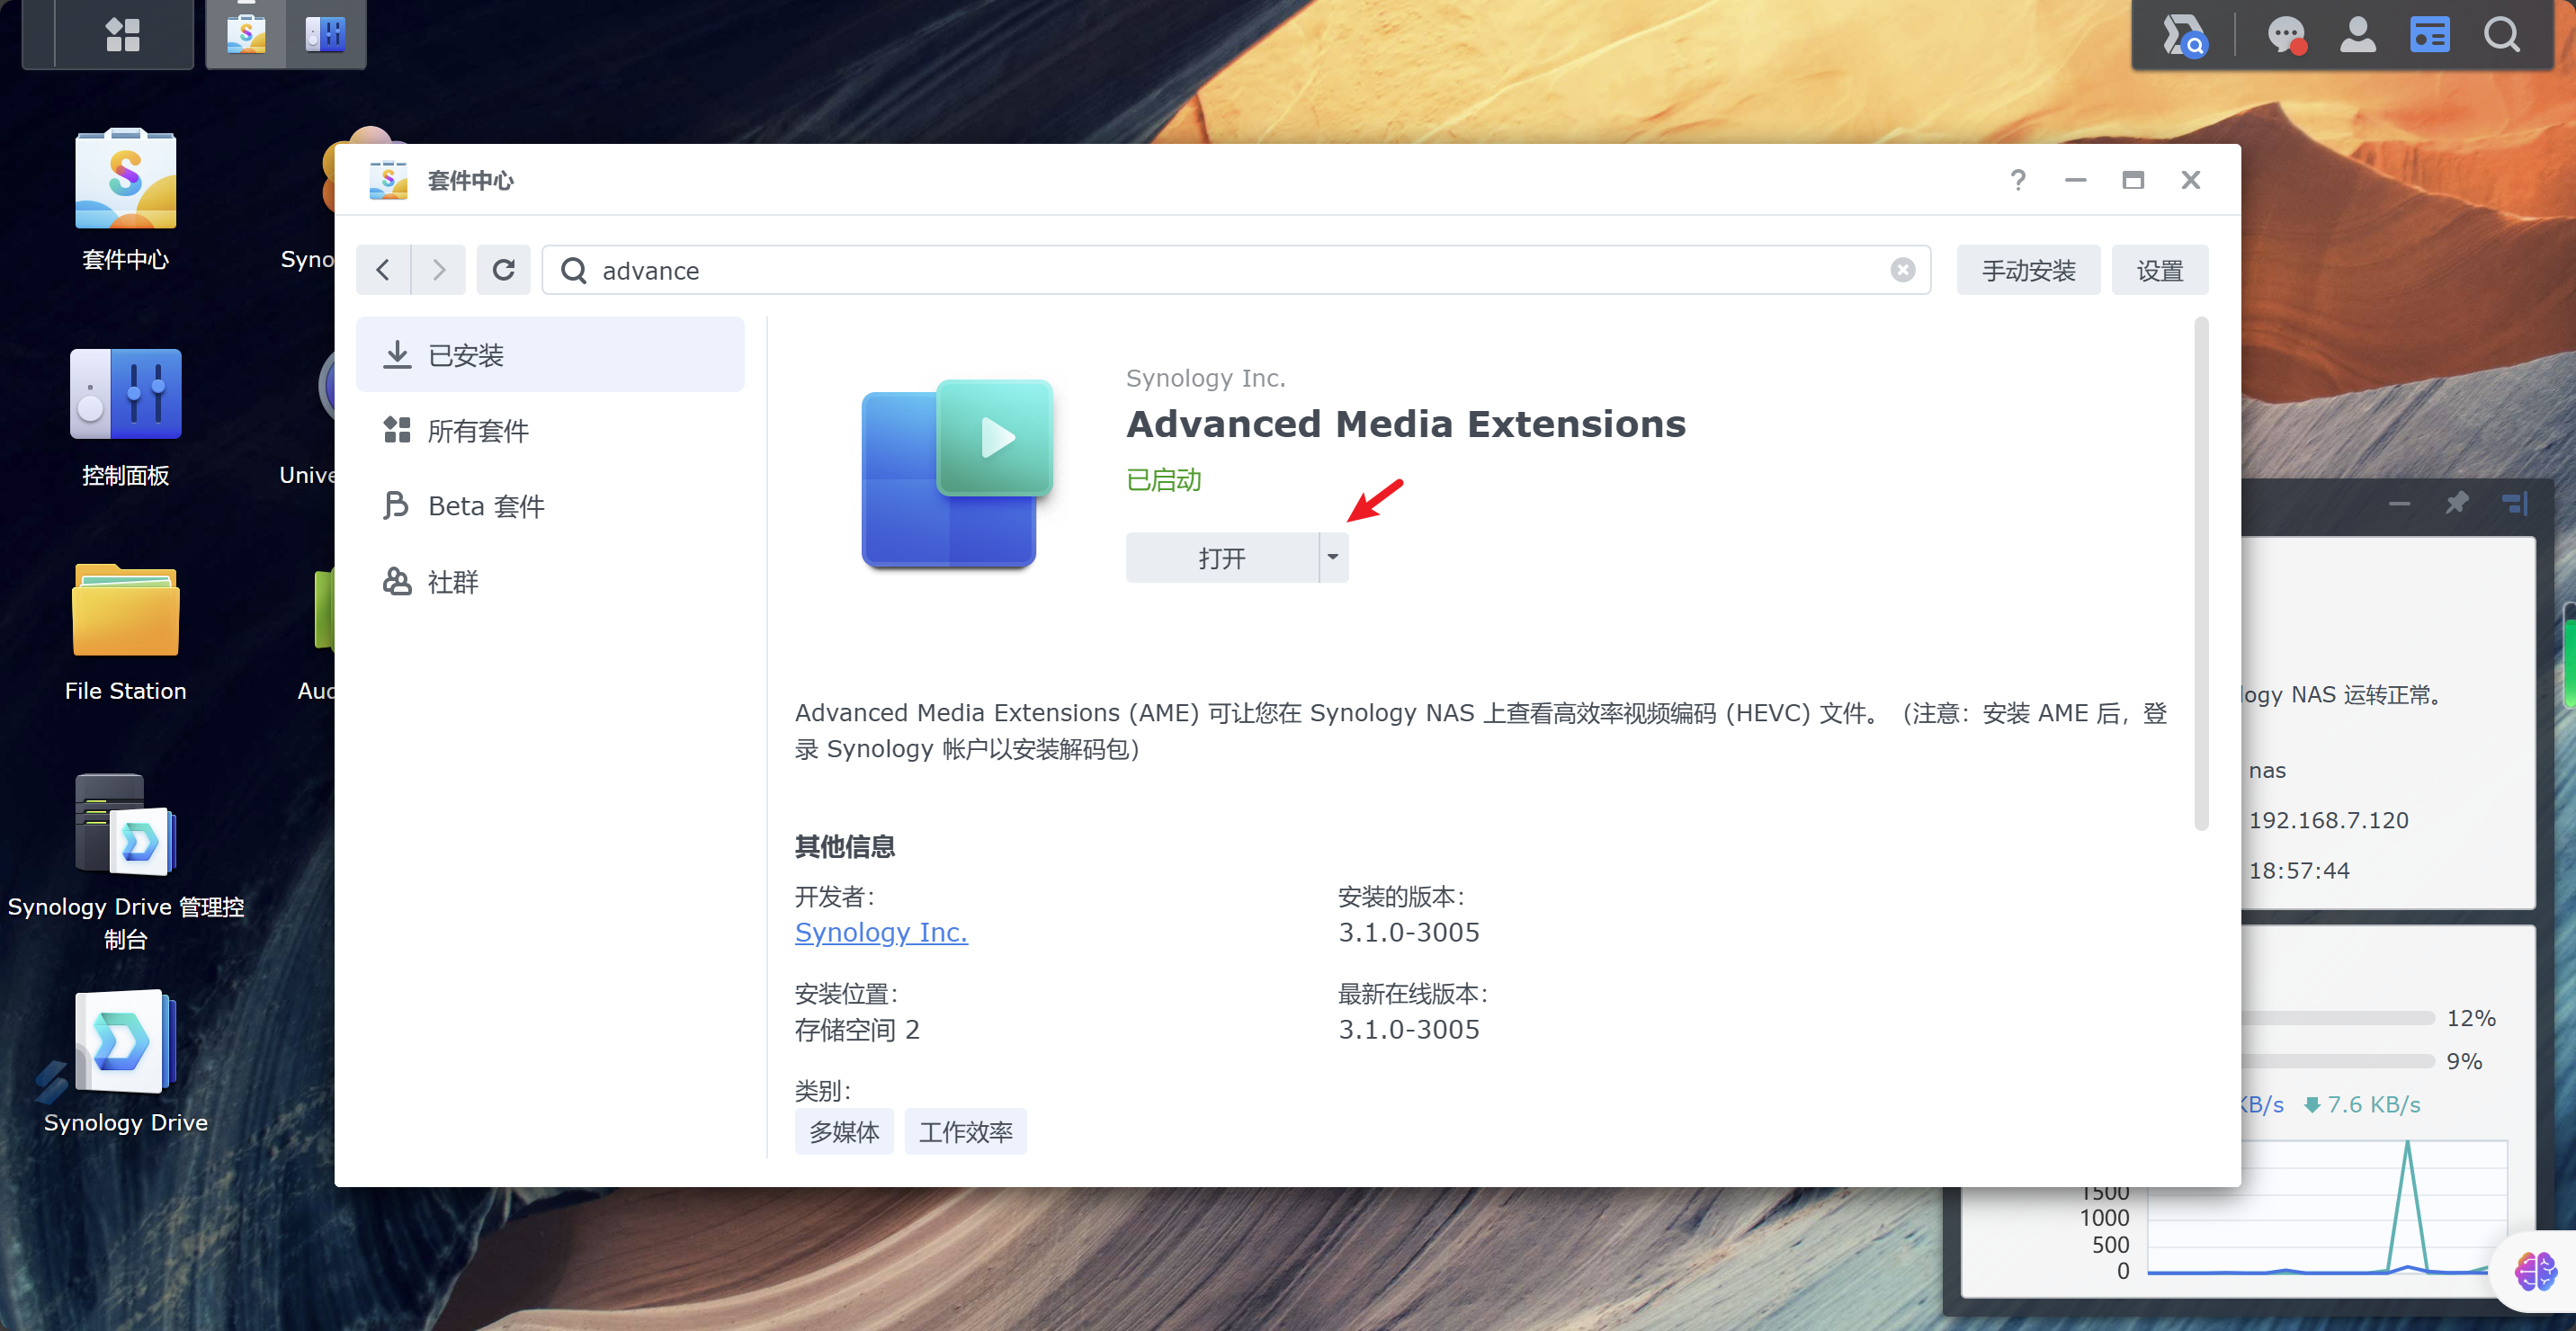 套件中心
advance
手动安装
设置
已安装
所有套件
Beta 套件
社群
Synology Inc.
Advanced Media Extensions
已启动
打开
Advanced Media Extensions (AME) 可让您在 Synology NAS 上查看高效率视频编码 (HEVC) 文件。（注意：安装 AME 后，登
录 Synology 帐户以安装解码包）
其他信息
开发者：
Synology Inc.
安装的版本：
3.1.0-3005
安装位置：
存储空间 2
最新在线版本：
3.1.0-3005
类别：
多媒体
工作效率
套件中心
控制面板
File Station
Synology Drive 管理控
制台
Synology Drive
Syno
Unive
Aud
logy NAS 运转正常。
nas
192.168.7.120
18:57:44
12%
9%
KB/s
7.6 KB/s
1500
1000
500
0